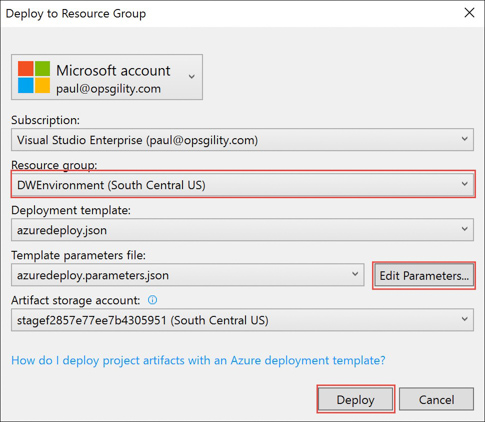 Deploy to Resource Group
Microsoft account
paul@opsgility.com
Subscription:
Visual Studio Enterprise (paul@opsgility.com)
Resource group:
DWEnvironment (South Central US)
Deployment template:
azuredeploy.json
Template parameters file:
azuredeploy.parameters.json
Edit Parameters...
Artifact storage account:
stagef2857e77ee7b4305951 (South Central US)
How do I deploy project artifacts with an Azure deployment template?
Deploy
Cancel